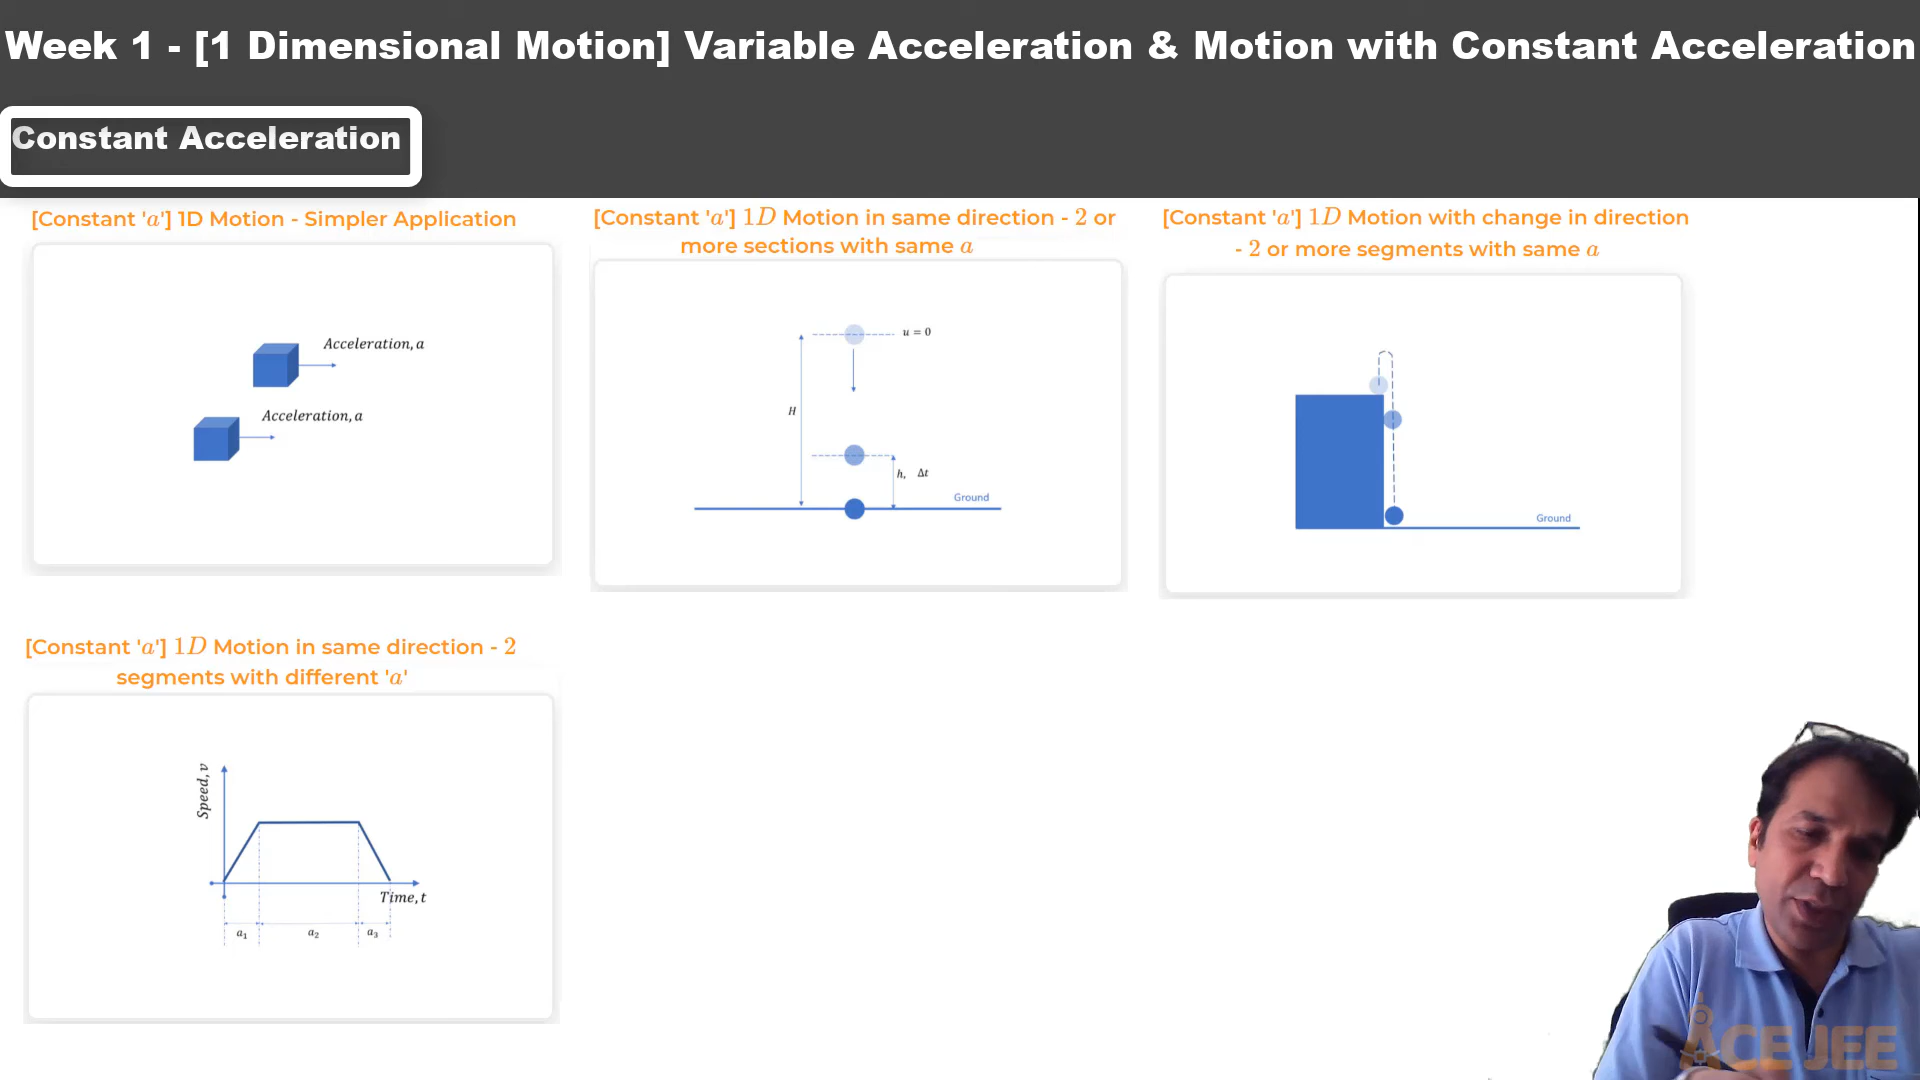 Week 1 - [1 Dimensional Motion] Variable Acceleration & Motion with Constant Acceleration
Constant Acceleration
[Constant 'a'] 1D Motion - Simpler Application
Acceleration, a
Acceleration, a
[Constant 'a'] 1D Motion in same direction - 2 or
more sections with same a
u = 0
H
h, Δt
Ground
[Constant 'a'] 1D Motion with change in direction
- 2 or more segments with same a
Ground
[Constant 'a'] 1D Motion in same direction - 2
segments with different 'a'
Speed, v
Time, t
a₁ a₂ a₃
ACE JEE